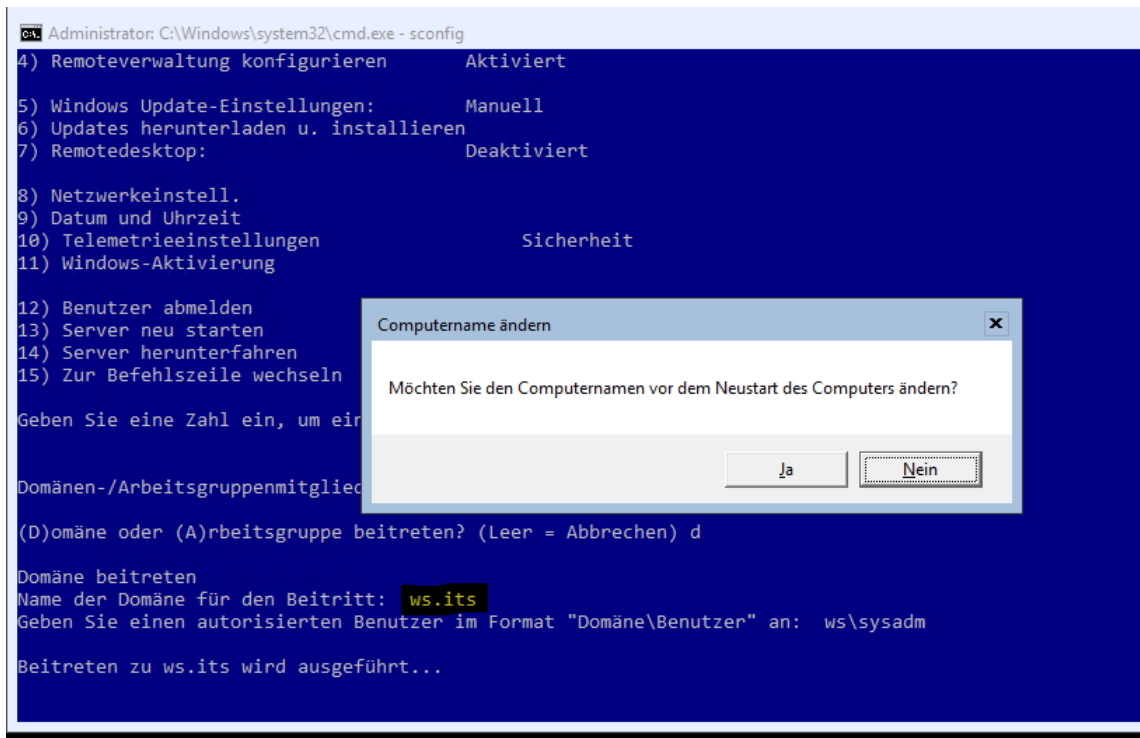 Administrator: C:\Windows\system32\cmd.exe - sconfig
4) Remoteverwaltung konfigurieren Aktiviert
5) Windows Update-Einstellungen: Manuell
6) Updates herunterladen u. installieren
7) Remotedesktop: Deaktiviert
8) Netzwerkeinstell.
9) Datum und Uhrzeit
10) Telemetrieeinstellungen Sicherheit
11) Windows-Aktivierung
12) Benutzer abmelden
13) Server neu starten
14) Server herunterfahren
15) Zur Befehlszeile wechseln
Geben Sie eine Zahl ein, um
Computername ändern
Möchten Sie den Computernamen vor dem Neustart des Computers ändern?
Ja Nein
(D)omäne oder (A)rbeitsgruppe beitreten? (Leer = Abbrechen) d
Domäne beitreten
Name der Domäne für den Beitritt: ws.its
Geben Sie einen autorisierten Benutzer im Format "Domäne\Benutzer" an: ws\sysadm
Beitreten zu ws.its wird ausgeführt...